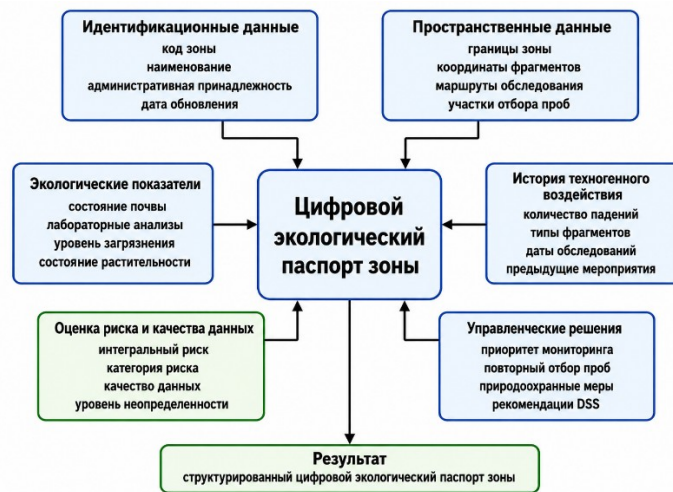 Идентификационные данные
код зоны
наименование
административная принадлежность
дата обновления
Пространственные данные
границы зоны
координаты фрагментов
маршруты обследования
участки отбора проб
Экологические показатели
состояние почвы
лабораторные анализы
уровень загрязнения
состояние растительности
Цифровой
экологический
паспорт зоны
История техногенного
воздействия
количество падений
типы фрагментов
даты обследований
предыдущие мероприятия
Оценка риска и качества данных
интегральный риск
категория риска
качество данных
уровень неопределенности
Управленческие решения
приоритет мониторинга
повторный отбор проб
природоохранные меры
рекомендации DSS
Результат
структурированный цифровой экологический паспорт зоны